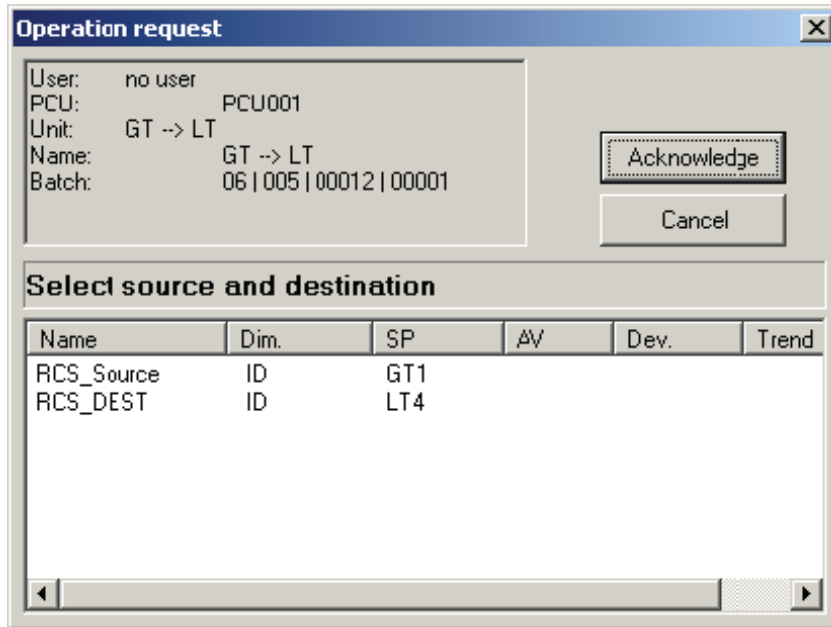 Operation request
User: no user
PCU: PCU001
Unit: GT --> LT
Name: GT --> LT
Batch: 06 | 005 | 00012 | 00001
Acknowledge
Cancel
Select source and destination
Name Dim. SP AV Dev. Trend
RCS_Source ID GT1
RCS_DEST ID LT4